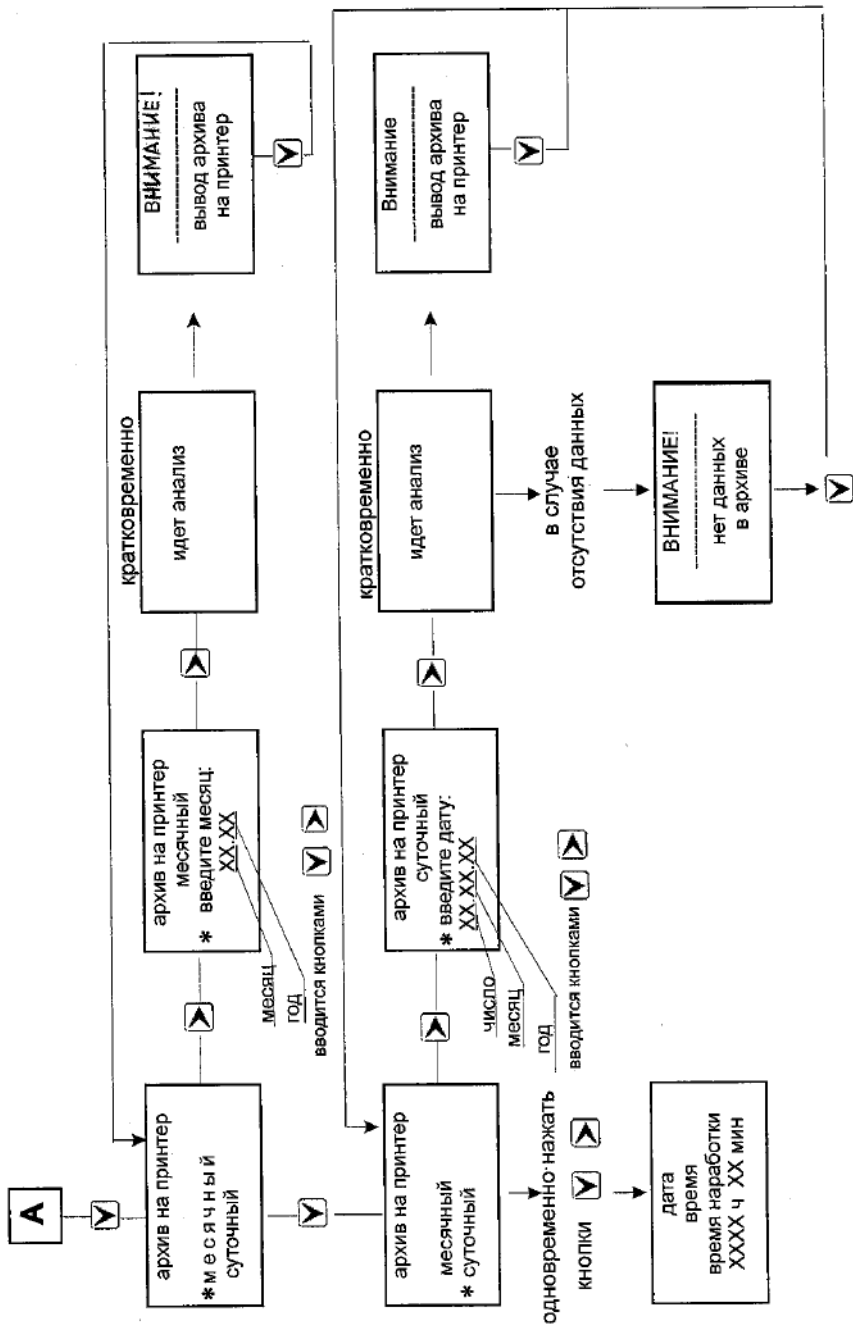 А
архив на принтер
*месячный
суточный
архив на принтер
месячный
* введите месяц:
XX.XX
месяц
год
вводится кнопками
кратковременно
идет анализ
ВНИМАНИЕ!
вывод архива
на принтер
архив на принтер
месячный
* суточный
архив на принтер
суточный
* введите дату:
XX.XX.XX
число
месяц
год
вводится кнопками
кратковременно
идет анализ
Внимание
вывод архива
на принтер
одновременно нажать
кнопки
дата
время
время наработки
XXXX ч XX мин
в случае
отсутствия данных
ВНИМАНИЕ!
нет данных
в архиве